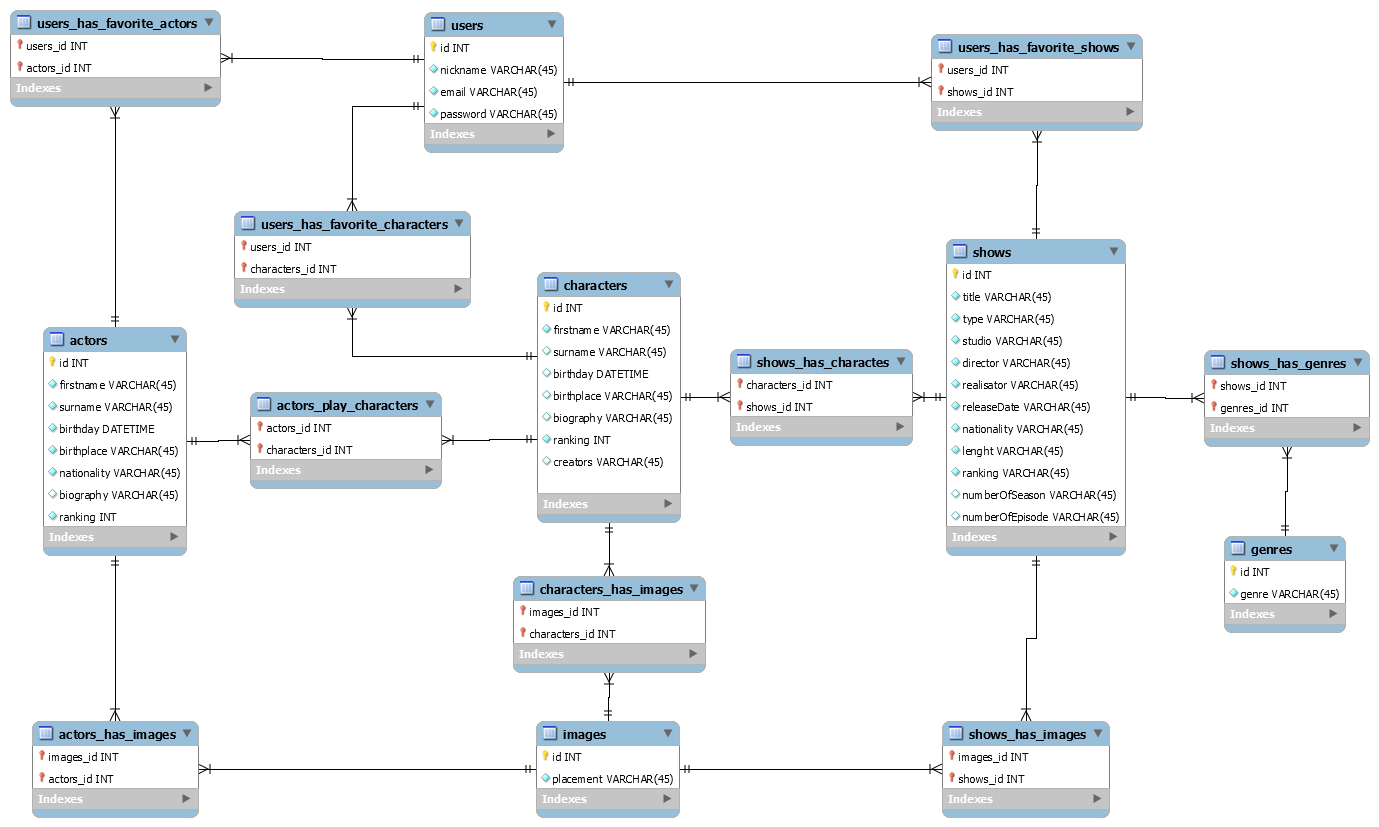 users_has_favorite_actors
users_id INT
actors_id INT
Indexes
users
id INT
nickname VARCHAR(45)
email VARCHAR(45)
password VARCHAR(45)
Indexes
users_has_favorite_shows
users_id INT
shows_id INT
Indexes
users_has_favorite_characters
users_id INT
characters_id INT
Indexes
characters
id INT
firstname VARCHAR(45)
surname VARCHAR(45)
birthday DATETIME
birthplace VARCHAR(45)
biography VARCHAR(45)
ranking INT
creators VARCHAR(45)
Indexes
shows
id INT
title VARCHAR(45)
type VARCHAR(45)
studio VARCHAR(45)
director VARCHAR(45)
realisator VARCHAR(45)
releaseDate VARCHAR(45)
nationality VARCHAR(45)
lenght VARCHAR(45)
ranking VARCHAR(45)
numberOfSeason VARCHAR(45)
numberOfEpisode VARCHAR(45)
Indexes
actors
id INT
firstname VARCHAR(45)
surname VARCHAR(45)
birthday DATETIME
birthplace VARCHAR(45)
nationality VARCHAR(45)
biography VARCHAR(45)
ranking INT
Indexes
actors_play_characters
actors_id INT
characters_id INT
Indexes
shows_has_charactes
characters_id INT
shows_id INT
Indexes
shows_has_genres
shows_id INT
genres_id INT
Indexes
genres
id INT
genre VARCHAR(45)
Indexes
characters_has_images
images_id INT
characters_id INT
Indexes
actors_has_images
images_id INT
actors_id INT
Indexes
images
id INT
placement VARCHAR(45)
Indexes
shows_has_images
images_id INT
shows_id INT
Indexes